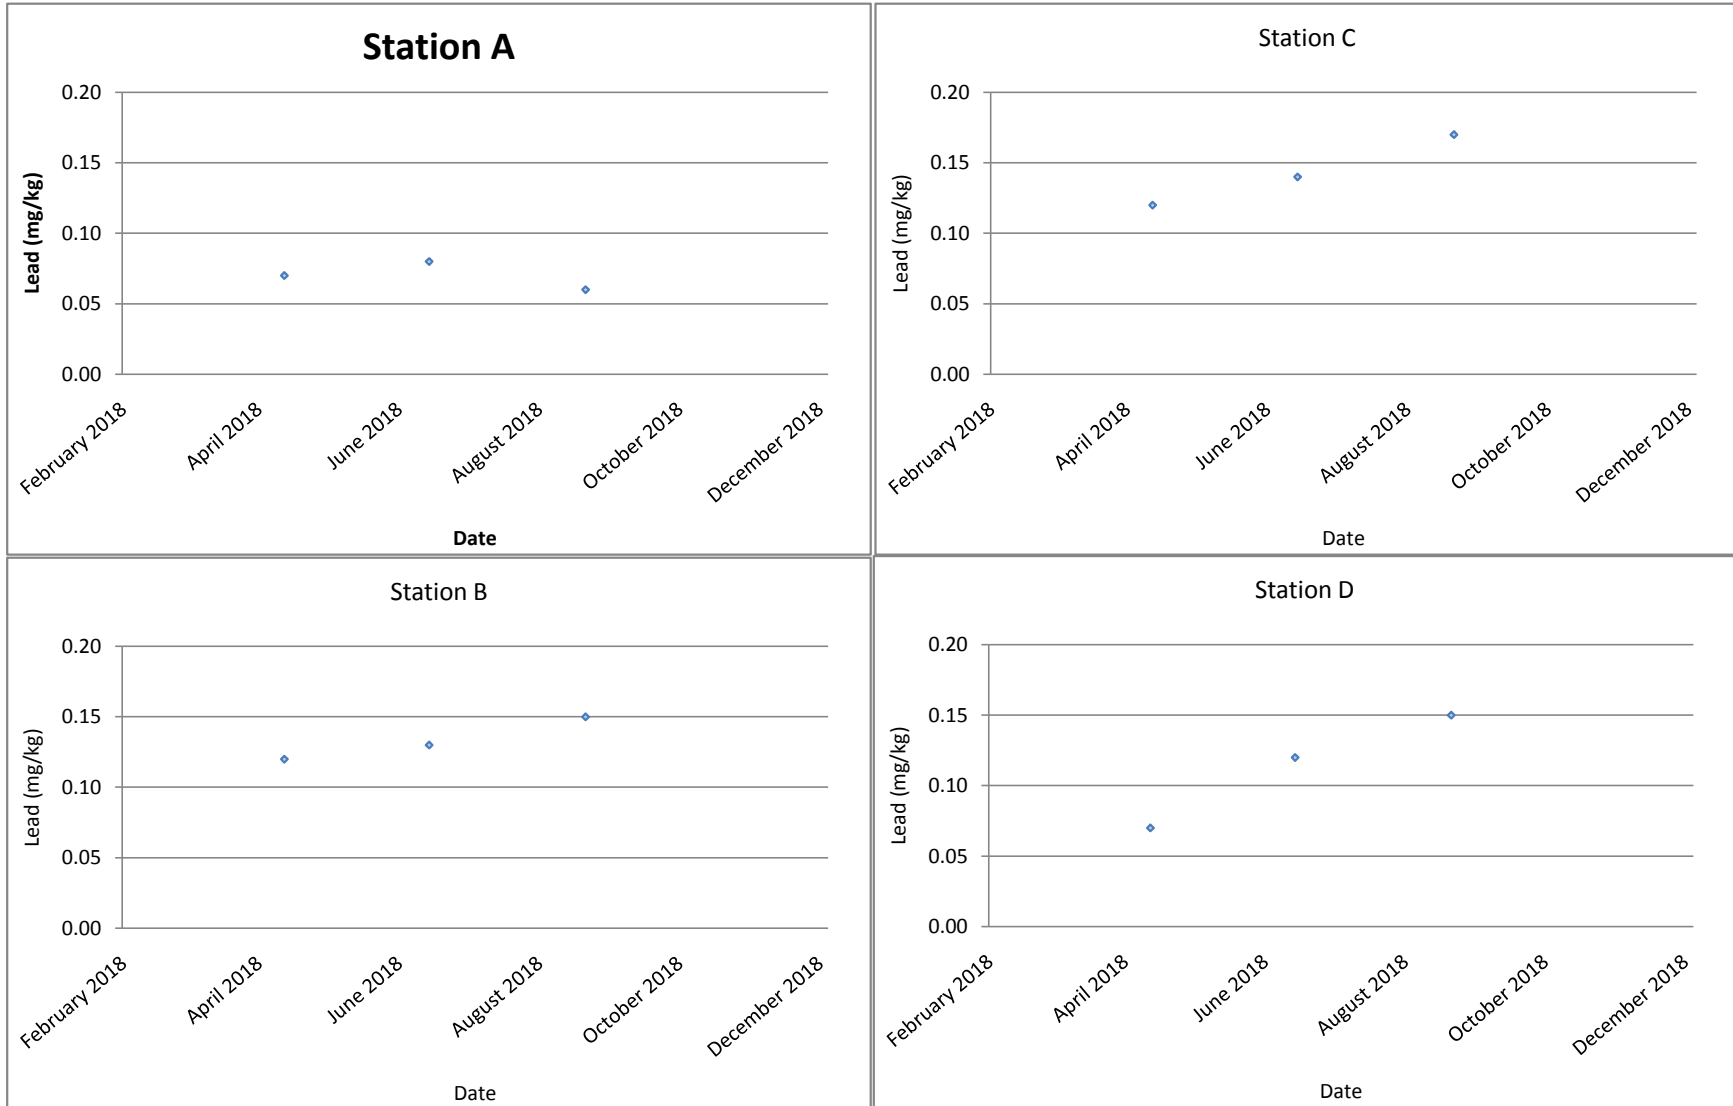 Station A
0.20
0.15
0.10
0.05
0.00
Lead (mg/kg)
February 2018
April 2018
June 2018
August 2018
October 2018
December 2018
Date
Station C
0.20
0.15
0.10
0.05
0.00
Lead (mg/kg)
February 2018
April 2018
June 2018
August 2018
October 2018
December 2018
Date
Station B
0.20
0.15
0.10
0.05
0.00
Lead (mg/kg)
February 2018
April 2018
June 2018
August 2018
October 2018
December 2018
Date
Station D
0.20
0.15
0.10
0.05
0.00
Lead (mg/kg)
February 2018
April 2018
June 2018
August 2018
October 2018
December 2018
Date